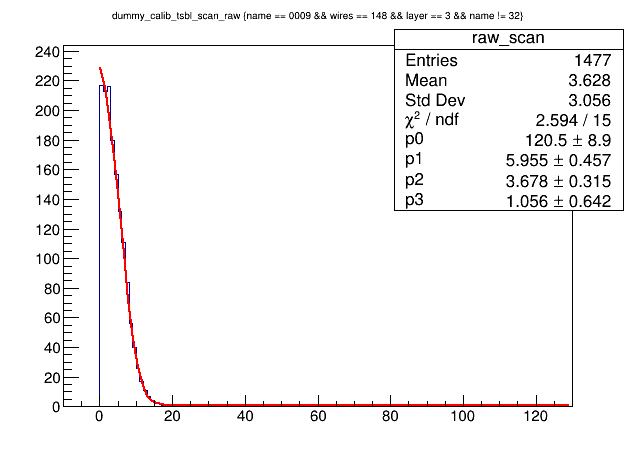 dummy_calib_tsbl_scan_raw {name == 0009 && wires == 148 && layer == 3 && name != 32}
raw_scan
Entries 1477
Mean 3.628
Std Dev 3.056
χ² / ndf 2.594 / 15
p0 120.5 ± 8.9
p1 5.955 ± 0.457
p2 3.678 ± 0.315
p3 1.056 ± 0.642
240
220
200
180
160
140
120
100
80
60
40
20
0
0 20 40 60 80 100 120